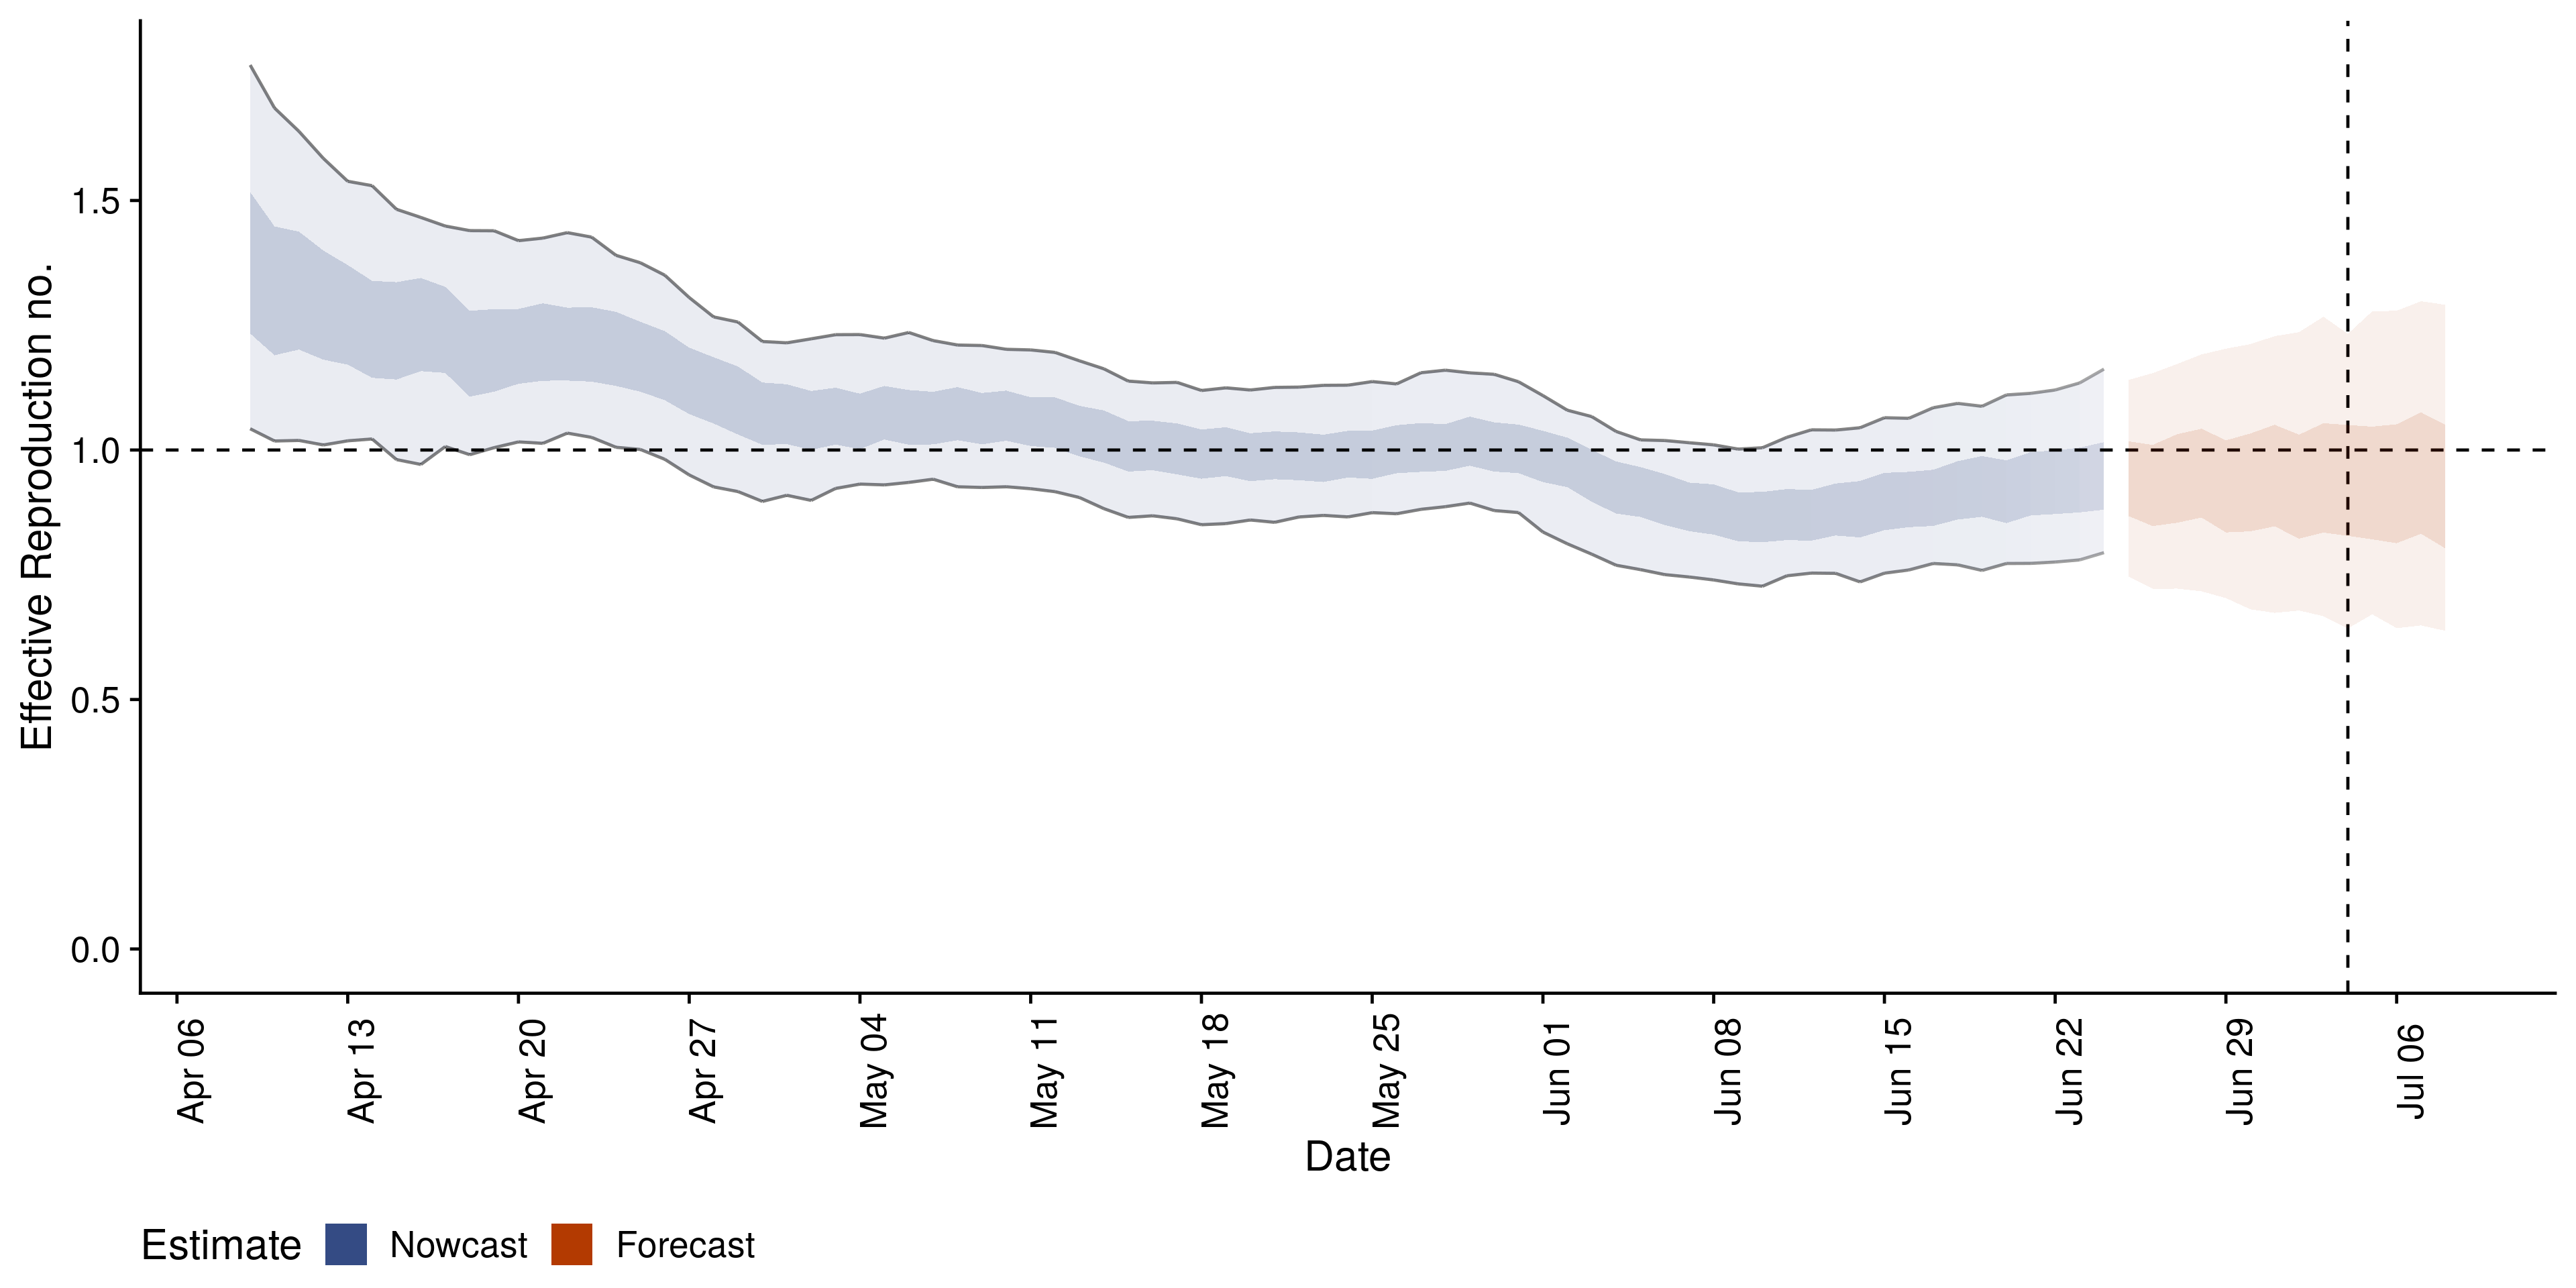 Effective Reproduction no.
1.5
1.0
0.5
0.0
Apr 06
Apr 13
Apr 20
Apr 27
May 04
May 11
May 18
May 25
Jun 01
Jun 08
Jun 15
Jun 22
Jun 29
Jul 06
Date
Estimate Nowcast Forecast